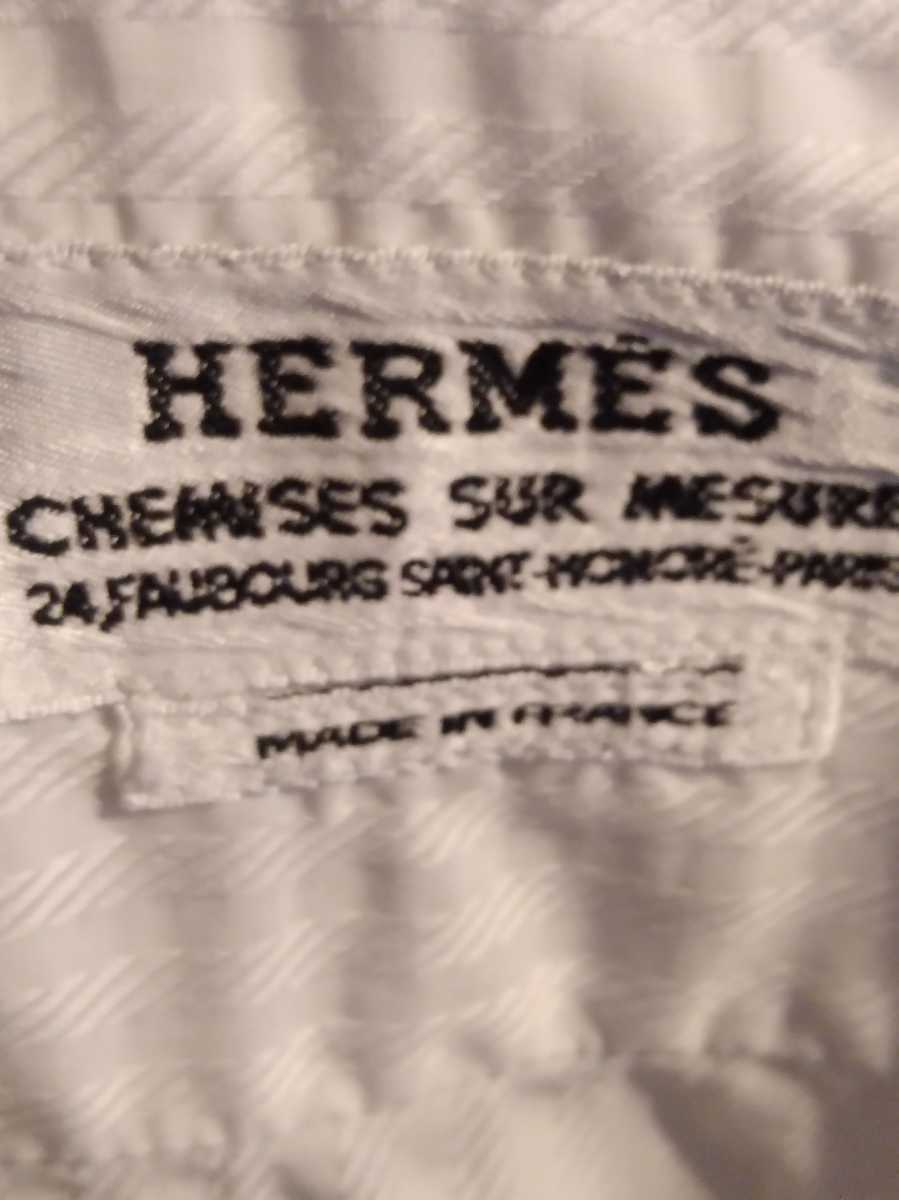 HERMÈS
CHEMISES SUR MESURE
24, FAUBOURG SAINT-HONORÉ-PARIS
MADE IN FRANCE